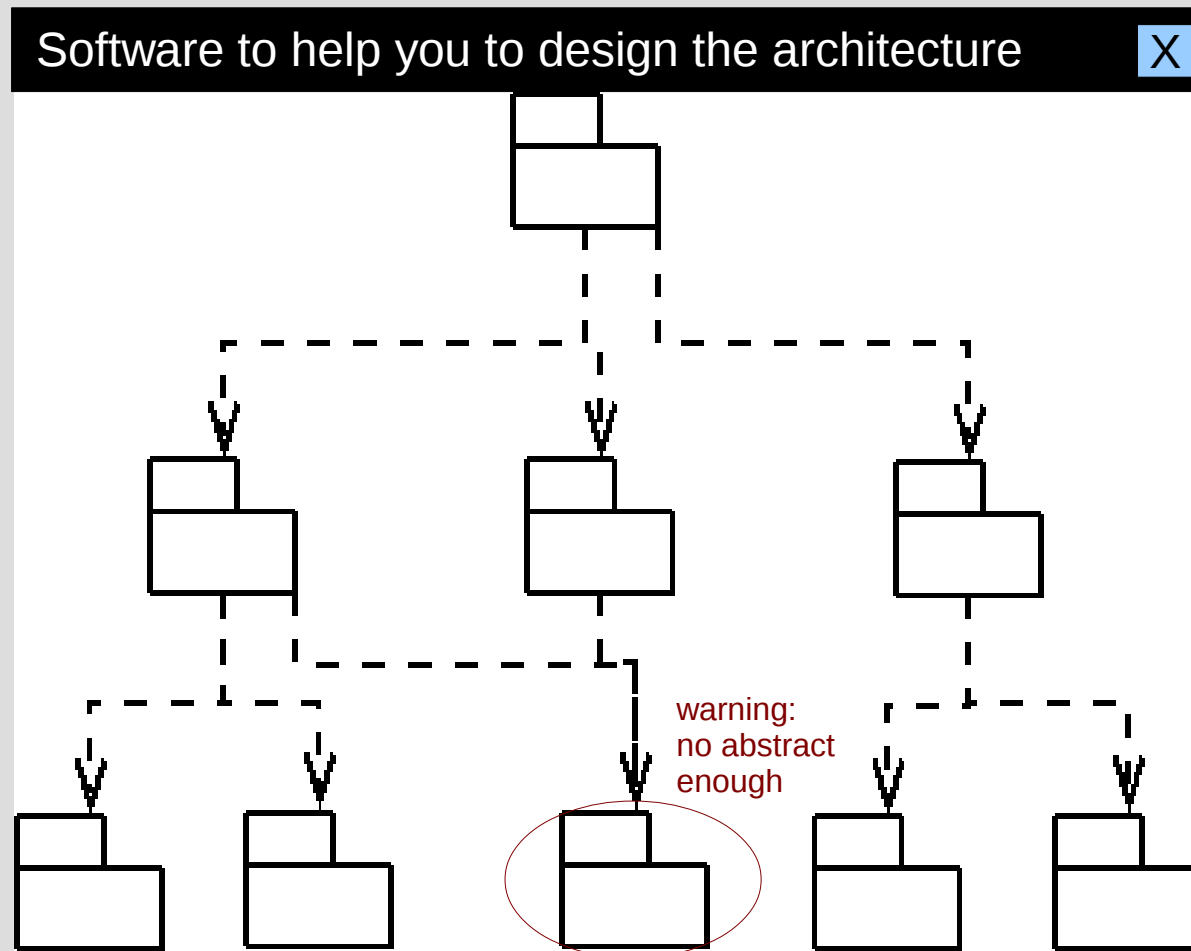 Software to help you to design the architecture
X
warning:
no abstract
enough